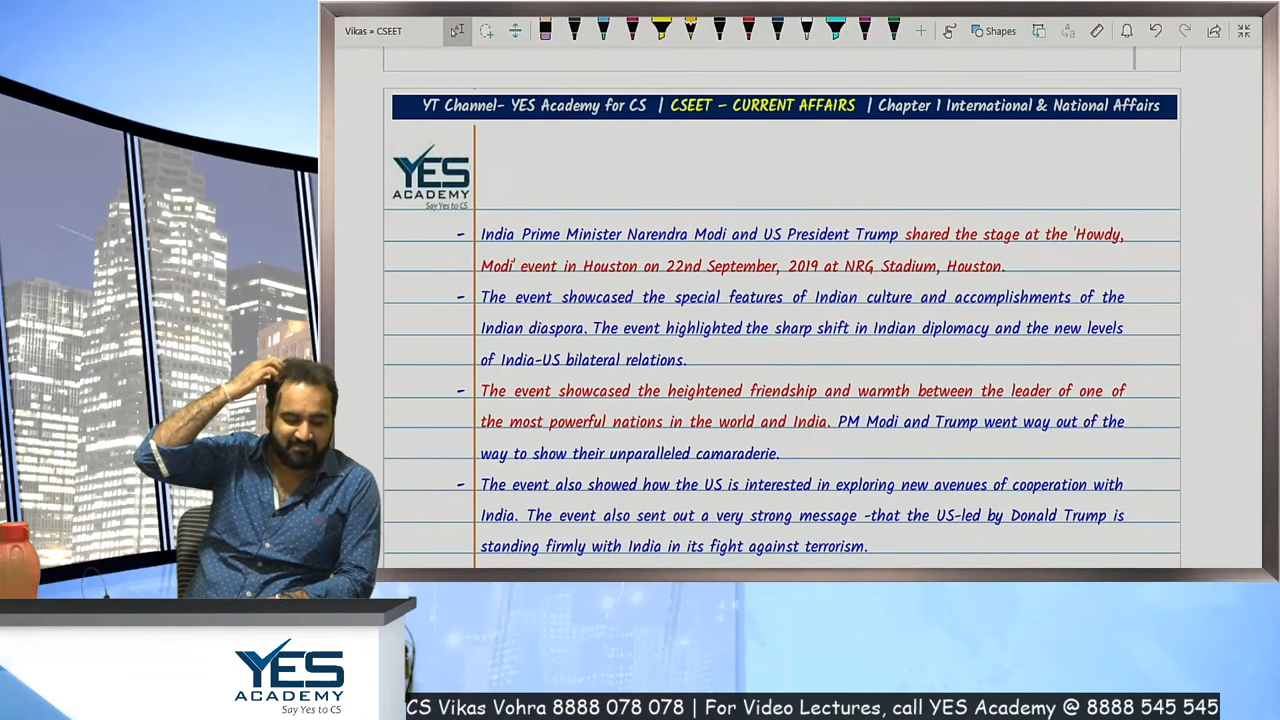 Vikas » CSEET
Shapes
YT Channel- YES Academy for CS | CSEET – CURRENT AFFAIRS | Chapter 1 International & National Affairs
YES
ACADEMY
Say Yes to CS
- India Prime Minister Narendra Modi and US President Trump shared the stage at the 'Howdy,
Modi' event in Houston on 22nd September, 2019 at NRG Stadium, Houston.
- The event showcased the special features of Indian culture and accomplishments of the
Indian diaspora. The event highlighted the sharp shift in Indian diplomacy and the new levels
of India-US bilateral relations.
- The event showcased the heightened friendship and warmth between the leader of one of
the most powerful nations in the world and India. PM Modi and Trump went way out of the
way to show their unparalleled camaraderie.
- The event also showed how the US is interested in exploring new avenues of cooperation with
India. The event also sent out a very strong message -that the US-led by Donald Trump is
standing firmly with India in its fight against terrorism.
YES
ACADEMY
Say Yes to CS
CS Vikas Vohra 8888 078 078 | For Video Lectures, call YES Academy @ 8888 545 545